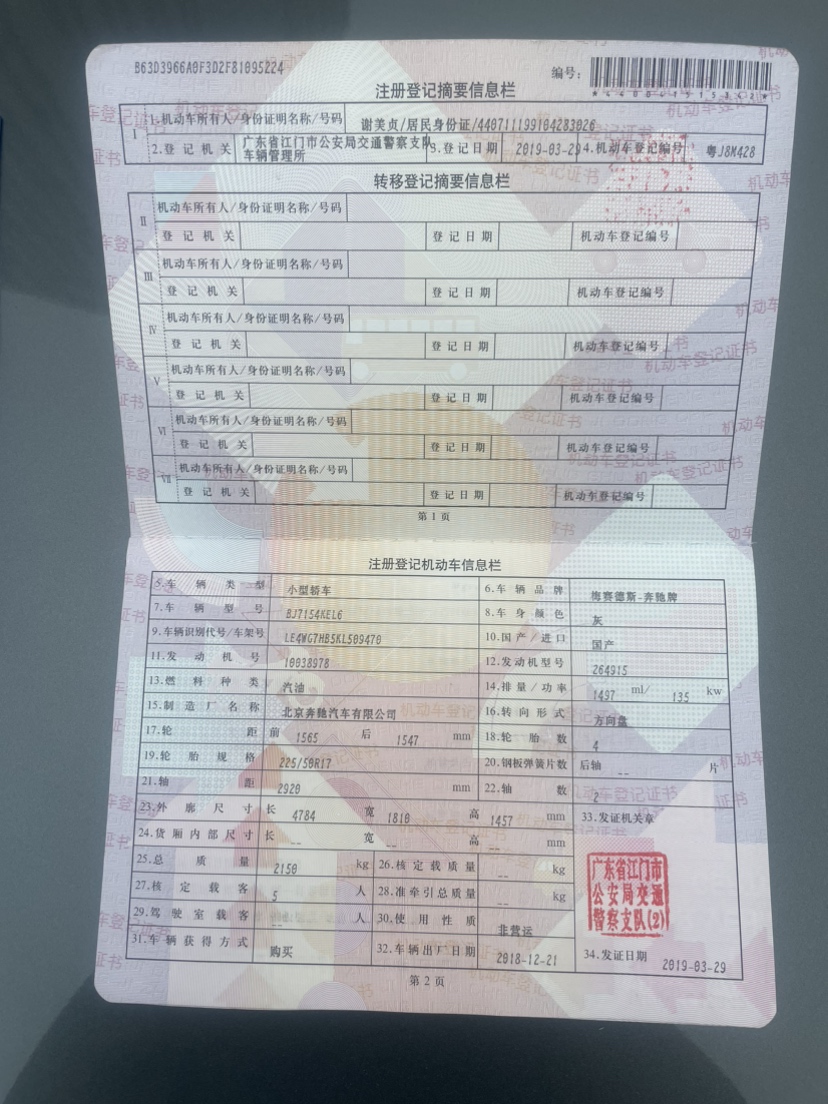 B63D3966A0F3D2F81095224
编号:
注册登记摘要信息栏
I 1.机动车所有人/身份证明名称/号码 谢美贞/居民身份证/440711199104283026
2.登记机关 广东省江门市公安局交通警察支队车辆管理所 3.登记日期 2019-03-29 4.机动车登记编号 粤J8M428
转移登记摘要信息栏
II 机动车所有人/身份证明名称/号码
登记机关 登记日期 机动车登记编号
III 机动车所有人/身份证明名称/号码
登记机关 登记日期 机动车登记编号
IV 机动车所有人/身份证明名称/号码
登记机关 登记日期 机动车登记编号
V 机动车所有人/身份证明名称/号码
登记机关 登记日期 机动车登记编号
VI 机动车所有人/身份证明名称/号码
登记机关 登记日期 机动车登记编号
VII 机动车所有人/身份证明名称/号码
登记机关 登记日期 机动车登记编号
第1页
注册登记机动车信息栏
5.车辆类型 小型轿车 6.车辆品牌 梅赛德斯-奔驰牌
7.车辆型号 BJ7154KEL6 8.车身颜色 灰
9.车辆识别代号/车架号 LE4WG7HB5KL509470 10.国产/进口 国产
11.发动机号 10038978 12.发动机型号 264915
13.燃料种类 汽油 14.排量/功率 1497 ml/ 135 kw
15.制造厂名称 北京奔驰汽车有限公司 16.转向形式 方向盘
17.轮距 前 1565 后 1547 mm 18.轮胎数 4
19.轮胎规格 225/50R17 20.钢板弹簧片数 后轴 -- 片
21.轴距 2920 mm 22.轴数 2
23.外廓尺寸 长 4784 宽 1810 高 1457 mm 33.发证机关章
24.货厢内部尺寸 长 -- 宽 -- 高 -- mm
25.总质量 2150 kg 26.核定载质量 -- kg
27.核定载客 5 人 28.准牵引总质量 -- kg
29.驾驶室载客 -- 人 30.使用性质 非营运
31.车辆获得方式 购买 32.车辆出厂日期 2018-12-21 34.发证日期 2019-03-29
广东省江门市
公安局交通
警察支队(2)
第2页